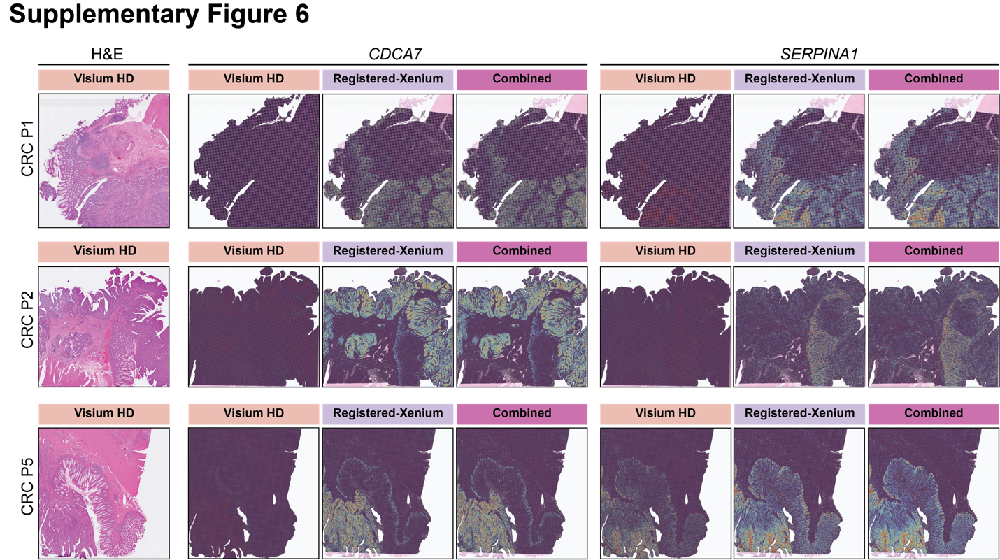 Supplementary Figure 6
H&E CDCA7 SERPINA1
Visium HD Visium HD Registered-Xenium Combined Visium HD Registered-Xenium Combined
CRC P1
Visium HD Visium HD Registered-Xenium Combined Visium HD Registered-Xenium Combined
CRC P2
Visium HD Visium HD Registered-Xenium Combined Visium HD Registered-Xenium Combined
CRC P5